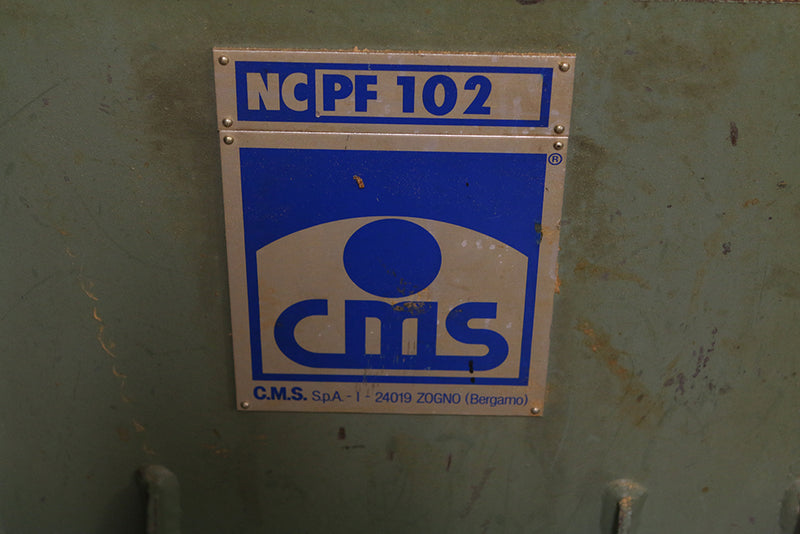 NC PF 102
®
cms
C.M.S. S.p.A. - I - 24019 ZOGNO (Bergamo)